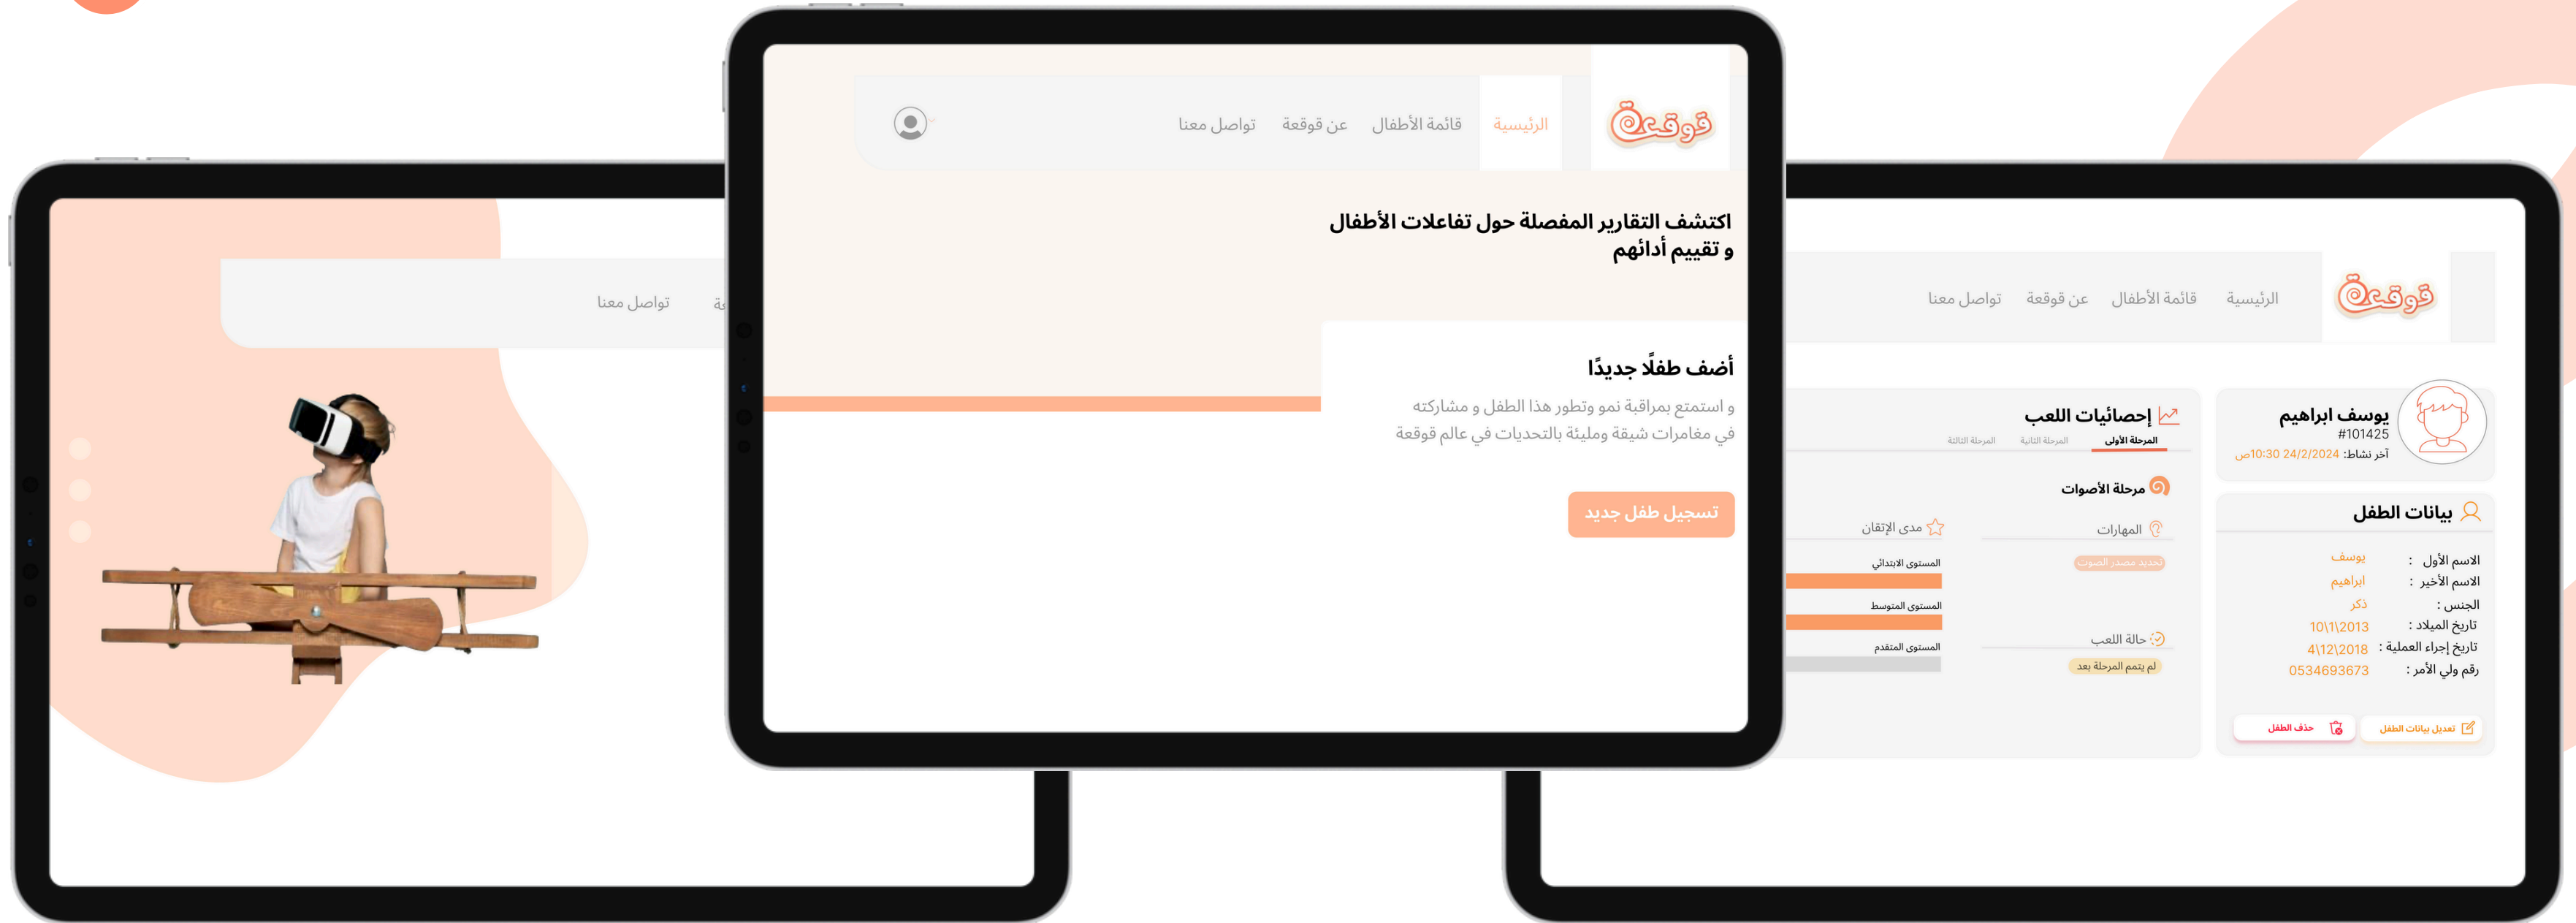 تواصل معنا
قوقعة
الرئيسية
قائمة الأطفال
عن قوقعة
تواصل معنا
اكتشف التقارير المفصلة حول تفاعلات الأطفال
و تقييم أدائهم
أضف طفلًا جديدًا
و استمتع بمراقبة نمو وتطور هذا الطفل و مشاركته
في مغامرات شيقة ومليئة بالتحديات في عالم قوقعة
تسجيل طفل جديد
قوقعة
الرئيسية
قائمة الأطفال
عن قوقعة
تواصل معنا
يوسف ابراهيم
#101425
آخر نشاط: 24/2/2024 10:30ص
بيانات الطفل
الاسم الأول : يوسف
الاسم الأخير : ابراهيم
الجنس : ذكر
تاريخ الميلاد : 10\1\2013
تاريخ إجراء العملية : 4\12\2018
رقم ولي الأمر : 0534693673
تعديل بيانات الطفل
حذف الطفل
إحصائيات اللعب
المرحلة الأولى
المرحلة الثانية
المرحلة الثالثة
مرحلة الأصوات
المهارات
تحديد مصدر الصوت
حالة اللعب
لم يتمم المرحلة بعد
مدى الإتقان
المستوى الابتدائي
المستوى المتوسط
المستوى المتقدم